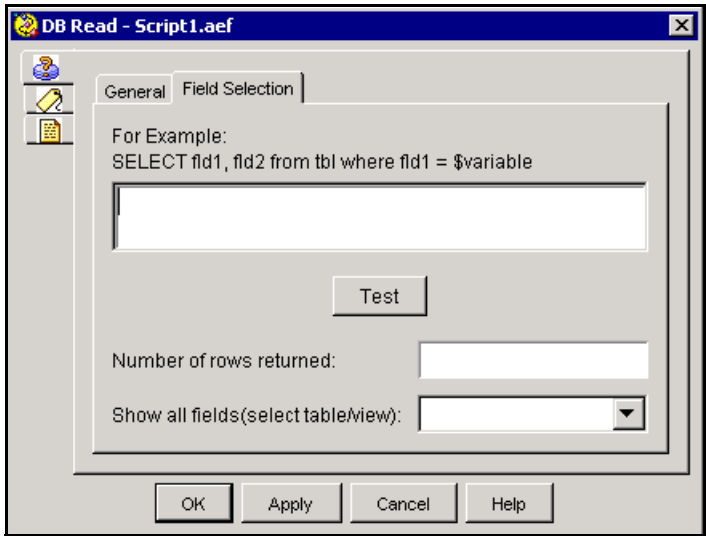 DB Read - Script1.aef
General
Field Selection
For Example:
SELECT fld1, fld2 from tbl where fld1 = $variable
Test
Number of rows returned:
Show all fields(select table/view):
OK
Apply
Cancel
Help